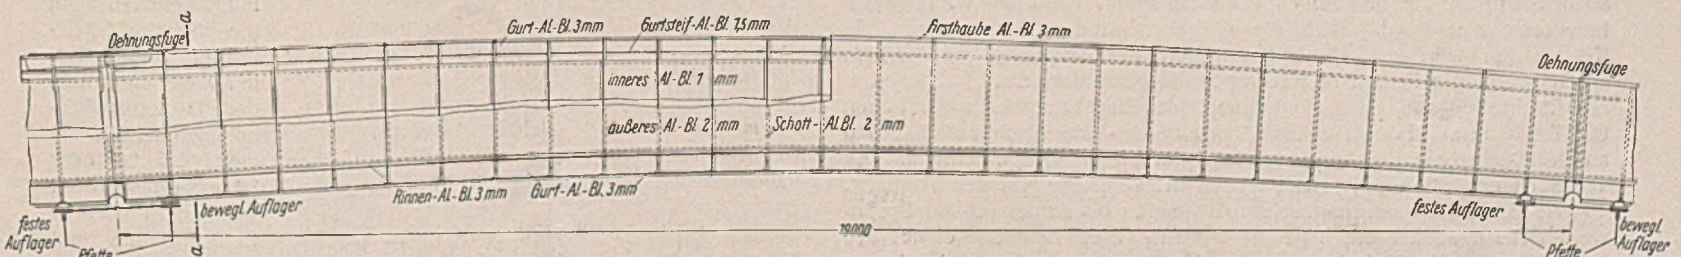 Dehnungsfuge
a
Gurt-Al-Bl. 3mm
Gurtsteif-Al-Bl. 1,5mm
Firsthaube Al-Bl. 3mm
Dehnungsfuge
inneres Al-Bl. 1 mm
äußeres Al-Bl. 2 mm
Schott-Al.Bl. 2 mm
Rinnen-Al-Bl. 3mm
Gurt-Al-Bl. 3mm
bewegl. Auflager
festes Auflager
festes
Auflager
Pfette
a
19000
Pfette
bewegl.
Auflager